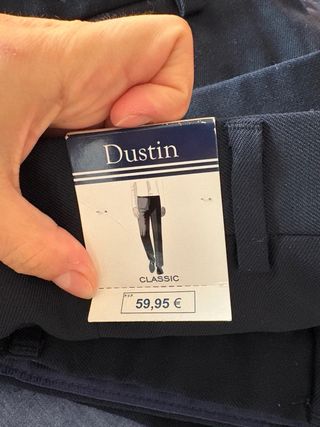 Dustin
CLASSIC
59,95 €